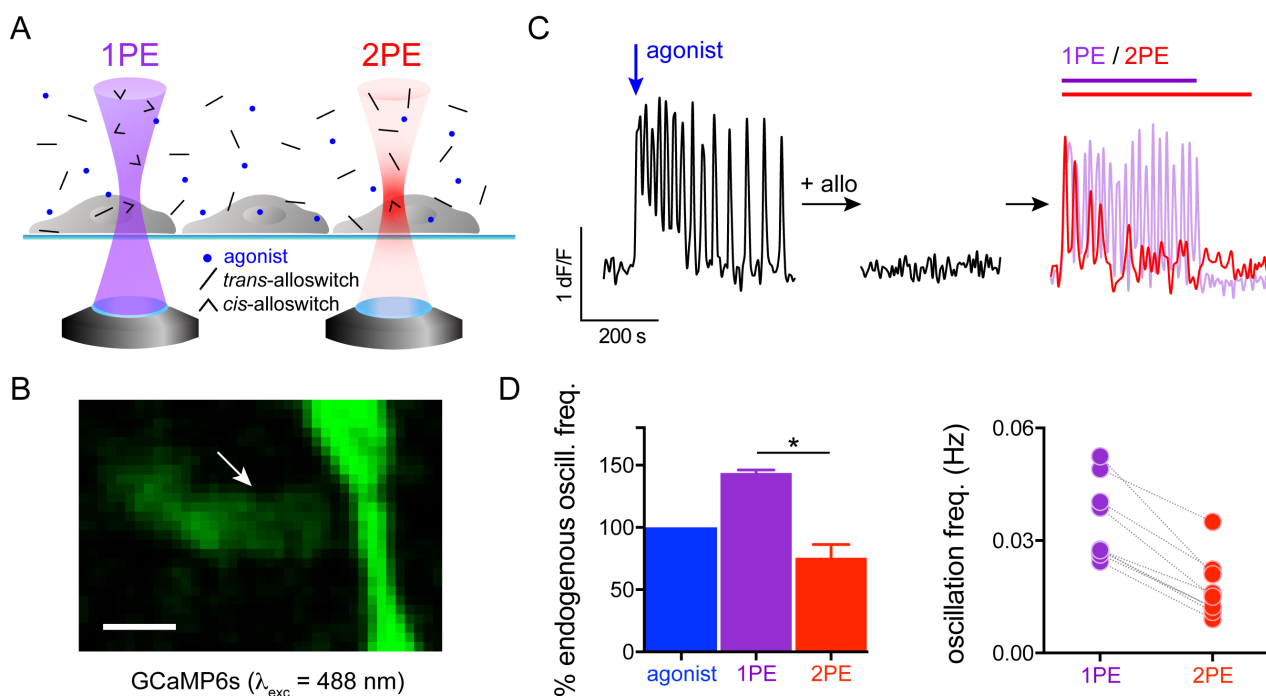 A
1PE
2PE
agonist
trans-alloswitch
cis-alloswitch
B
GCaMP6s (λexc = 488 nm)
C
agonist
1PE / 2PE
+ allo
1 dF/F
200 s
D
% endogenous oscill. freq.
150
100
50
0
*
agonist
1PE
2PE
oscillation freq. (Hz)
0.06
0.03
0.00
1PE
2PE